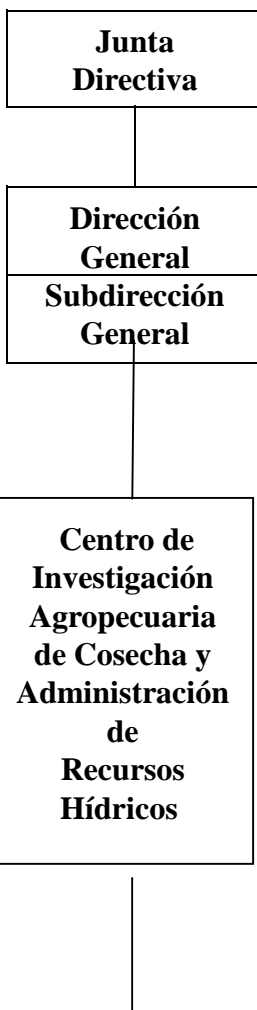 Junta
Directiva
Dirección
General
Subdirección
General
Centro de
Investigación
Agropecuaria
de Cosecha y
Administración
de
Recursos
Hídricos